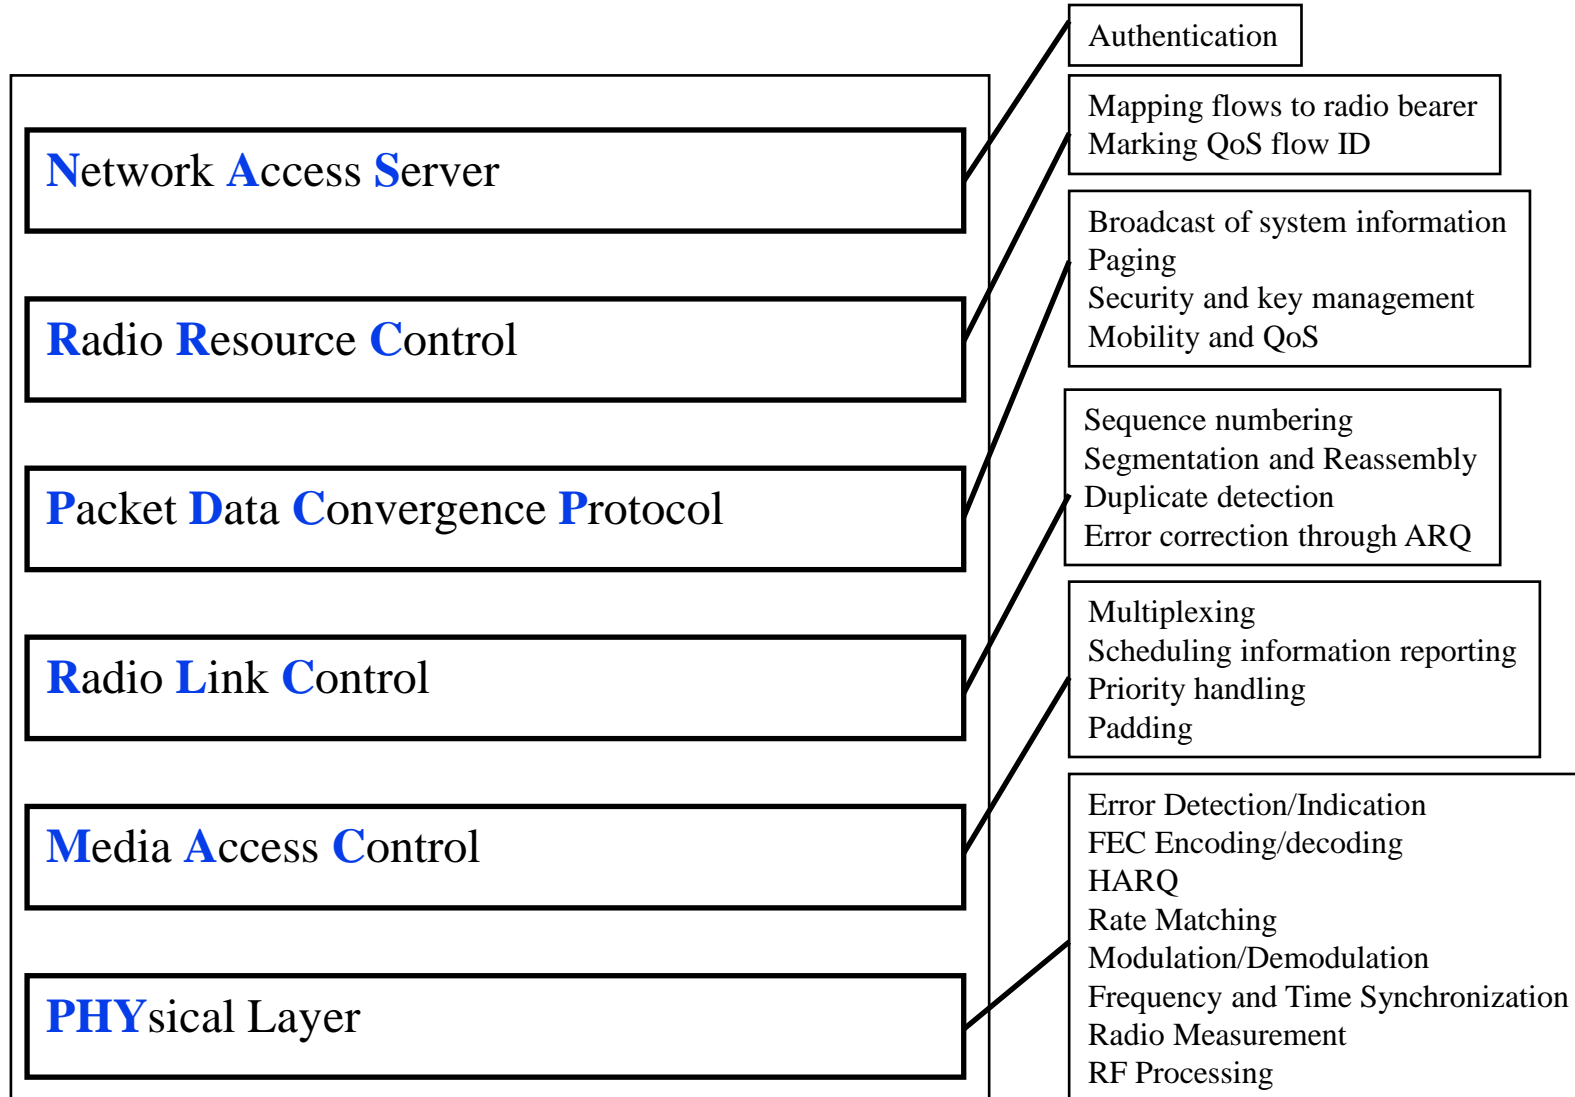 Authentication
Network Access Server
Mapping flows to radio bearer
Marking QoS flow ID
Radio Resource Control
Broadcast of system information
Paging
Security and key management
Mobility and QoS
Packet Data Convergence Protocol
Sequence numbering
Segmentation and Reassembly
Duplicate detection
Error correction through ARQ
Radio Link Control
Multiplexing
Scheduling information reporting
Priority handling
Padding
Media Access Control
Error Detection/Indication
FEC Encoding/decoding
HARQ
Rate Matching
Modulation/Demodulation
Frequency and Time Synchronization
Radio Measurement
RF Processing
PHYsical Layer